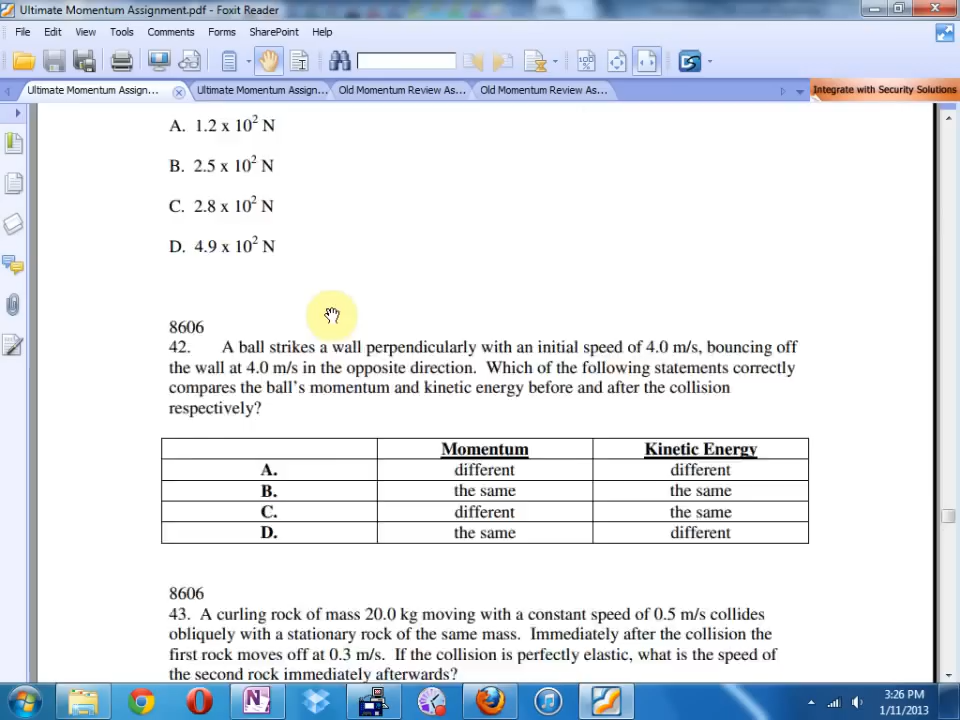 Ultimate Momentum Assignment.pdf - Foxit Reader
File Edit View Tools Comments Forms SharePoint Help
Ultimate Momentum Assign... Ultimate Momentum Assign... Old Momentum Review As... Old Momentum Review As... Integrate with Security Solutions
A. 1.2 x 10² N
B. 2.5 x 10² N
C. 2.8 x 10² N
D. 4.9 x 10² N
8606
42. A ball strikes a wall perpendicularly with an initial speed of 4.0 m/s, bouncing off
the wall at 4.0 m/s in the opposite direction. Which of the following statements correctly
compares the ball's momentum and kinetic energy before and after the collision
respectively?
Momentum Kinetic Energy
A. different different
B. the same the same
C. different the same
D. the same different
8606
43. A curling rock of mass 20.0 kg moving with a constant speed of 0.5 m/s collides
obliquely with a stationary rock of the same mass. Immediately after the collision the
first rock moves off at 0.3 m/s. If the collision is perfectly elastic, what is the speed of
the second rock immediately afterwards?
3:26 PM
1/11/2013